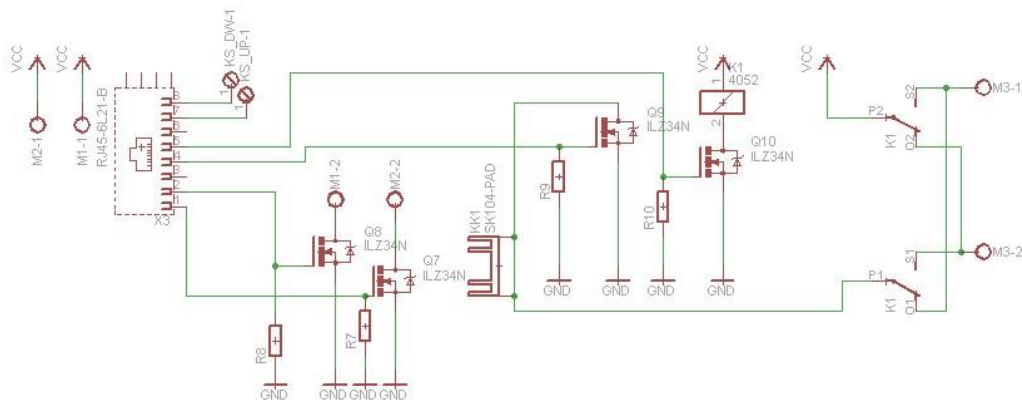 VCC
VCC
M2-1
M1-1
RJ45-6L21-B
8
7
6
5
4
3
2
1
X3
KS_DW-1
1
KS_UP-1
1
M1-2
M2-2
Q8
ILZ34N
Q7
ILZ34N
R8
R7
GND
GND
GND
GND
KK1
SK104-PAD
Q9
ILZ34N
R9
R10
GND
GND
GND
GND
VCC
K1
4052
1
2
Q10
ILZ34N
VCC
P2
S2
O2
K1
M3-1
P1
S1
O1
K1
M3-2